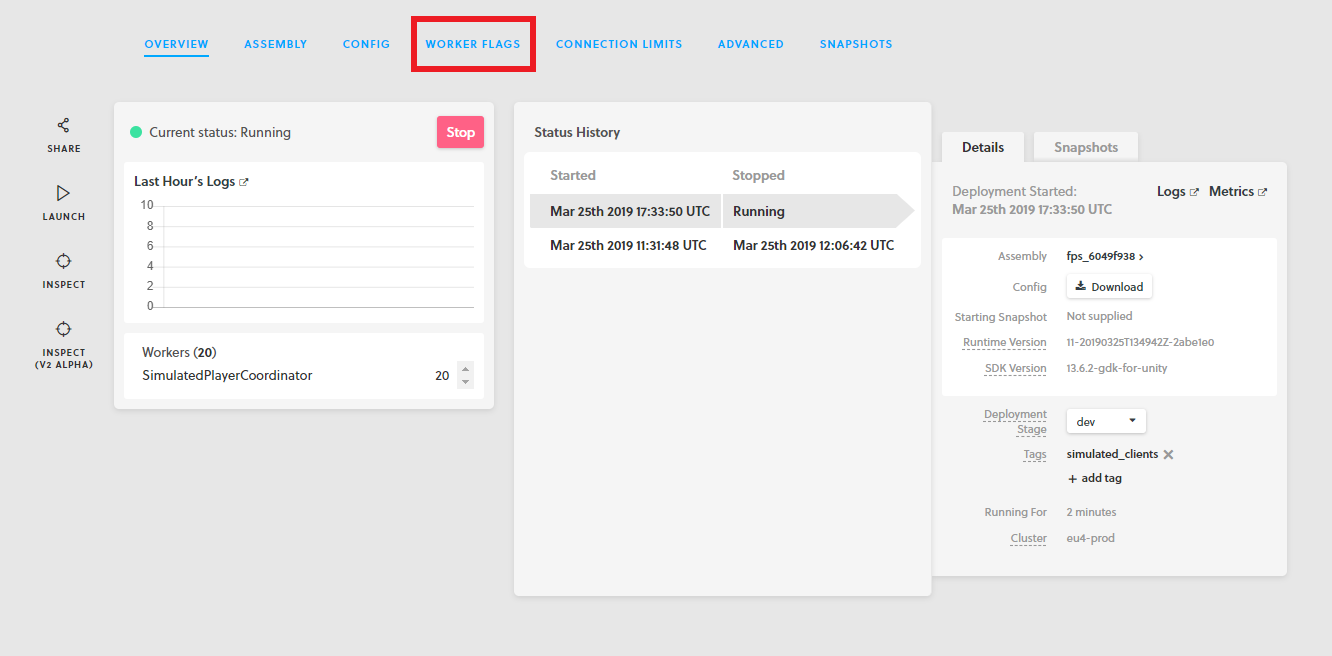 OVERVIEW ASSEMBLY CONFIG WORKER FLAGS CONNECTION LIMITS ADVANCED SNAPSHOTS
SHARE
LAUNCH
INSPECT
INSPECT
(V2 ALPHA)
Current status: Running Stop
Last Hour's Logs
10
8
6
4
2
0
Workers (20)
SimulatedPlayerCoordinator 20
Status History
Started Stopped
Mar 25th 2019 17:33:50 UTC Running
Mar 25th 2019 11:31:48 UTC Mar 25th 2019 12:06:42 UTC
Details Snapshots
Deployment Started: Logs Metrics
Mar 25th 2019 17:33:50 UTC
Assembly fps_6049f938 ›
Config Download
Starting Snapshot Not supplied
Runtime Version 11-20190325T134942Z-2abe1e0
SDK Version 13.6.2-gdk-for-unity
Deployment
Stage dev
Tags simulated_clients ✕
+ add tag
Running For 2 minutes
Cluster eu4-prod